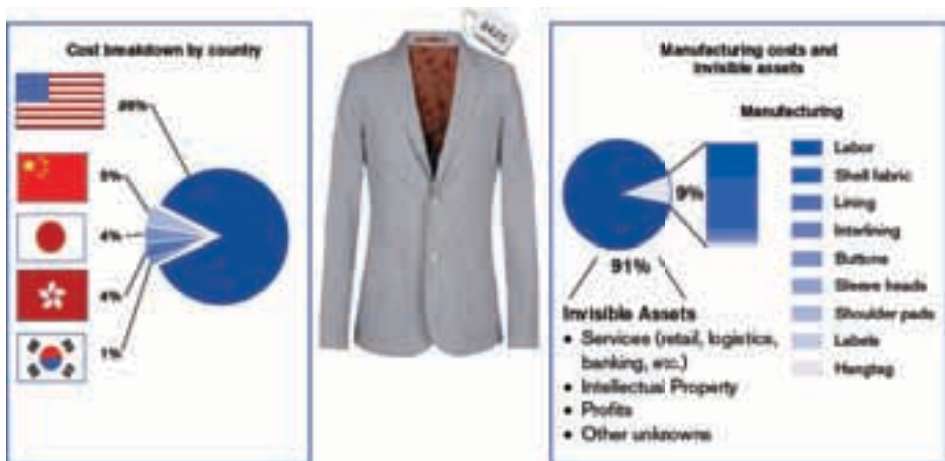 Cost breakdown by country
86%
5%
4%
4%
1%
Manufacturing costs and
invisible assets
Manufacturing
Labor
Shell fabric
Lining
Interlining
Buttons
Sleeve heads
Shoulder pads
Labels
Hangtag
9%
91%
Invisible Assets
• Services (retail, logistics,
banking, etc.)
• Intellectual Property
• Profits
• Other unknowns